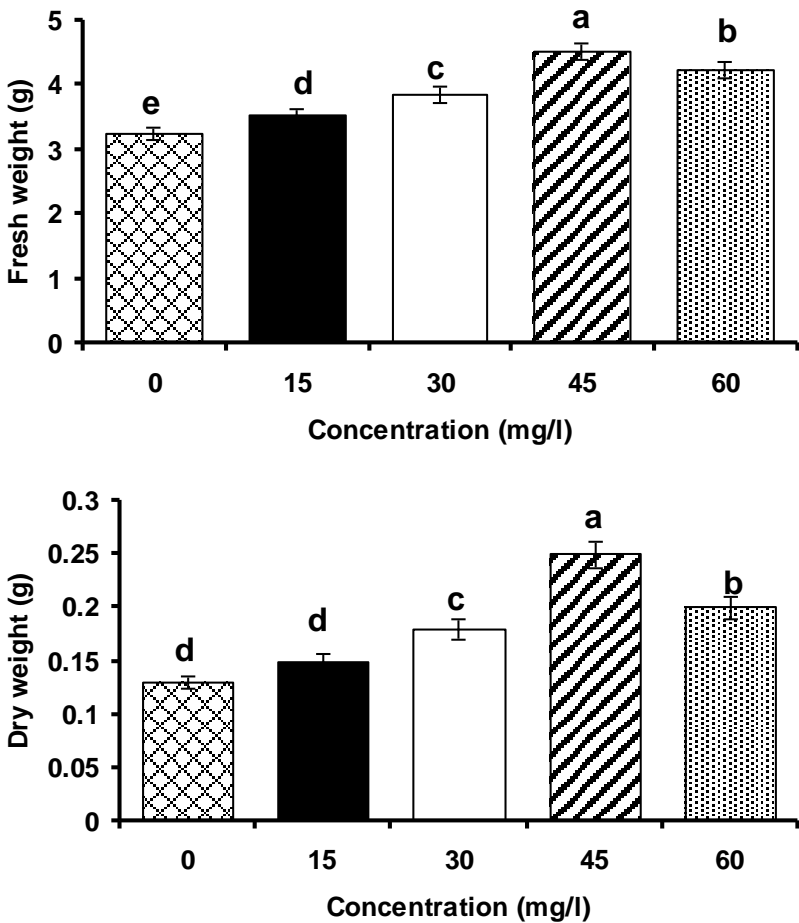 Fresh weight (g)
5
4
3
2
1
0
e
d
c
a
b
0 15 30 45 60
Concentration (mg/l)
Dry weight (g)
0.3
0.25
0.2
0.15
0.1
0.05
0
d
d
c
a
b
0 15 30 45 60
Concentration (mg/l)